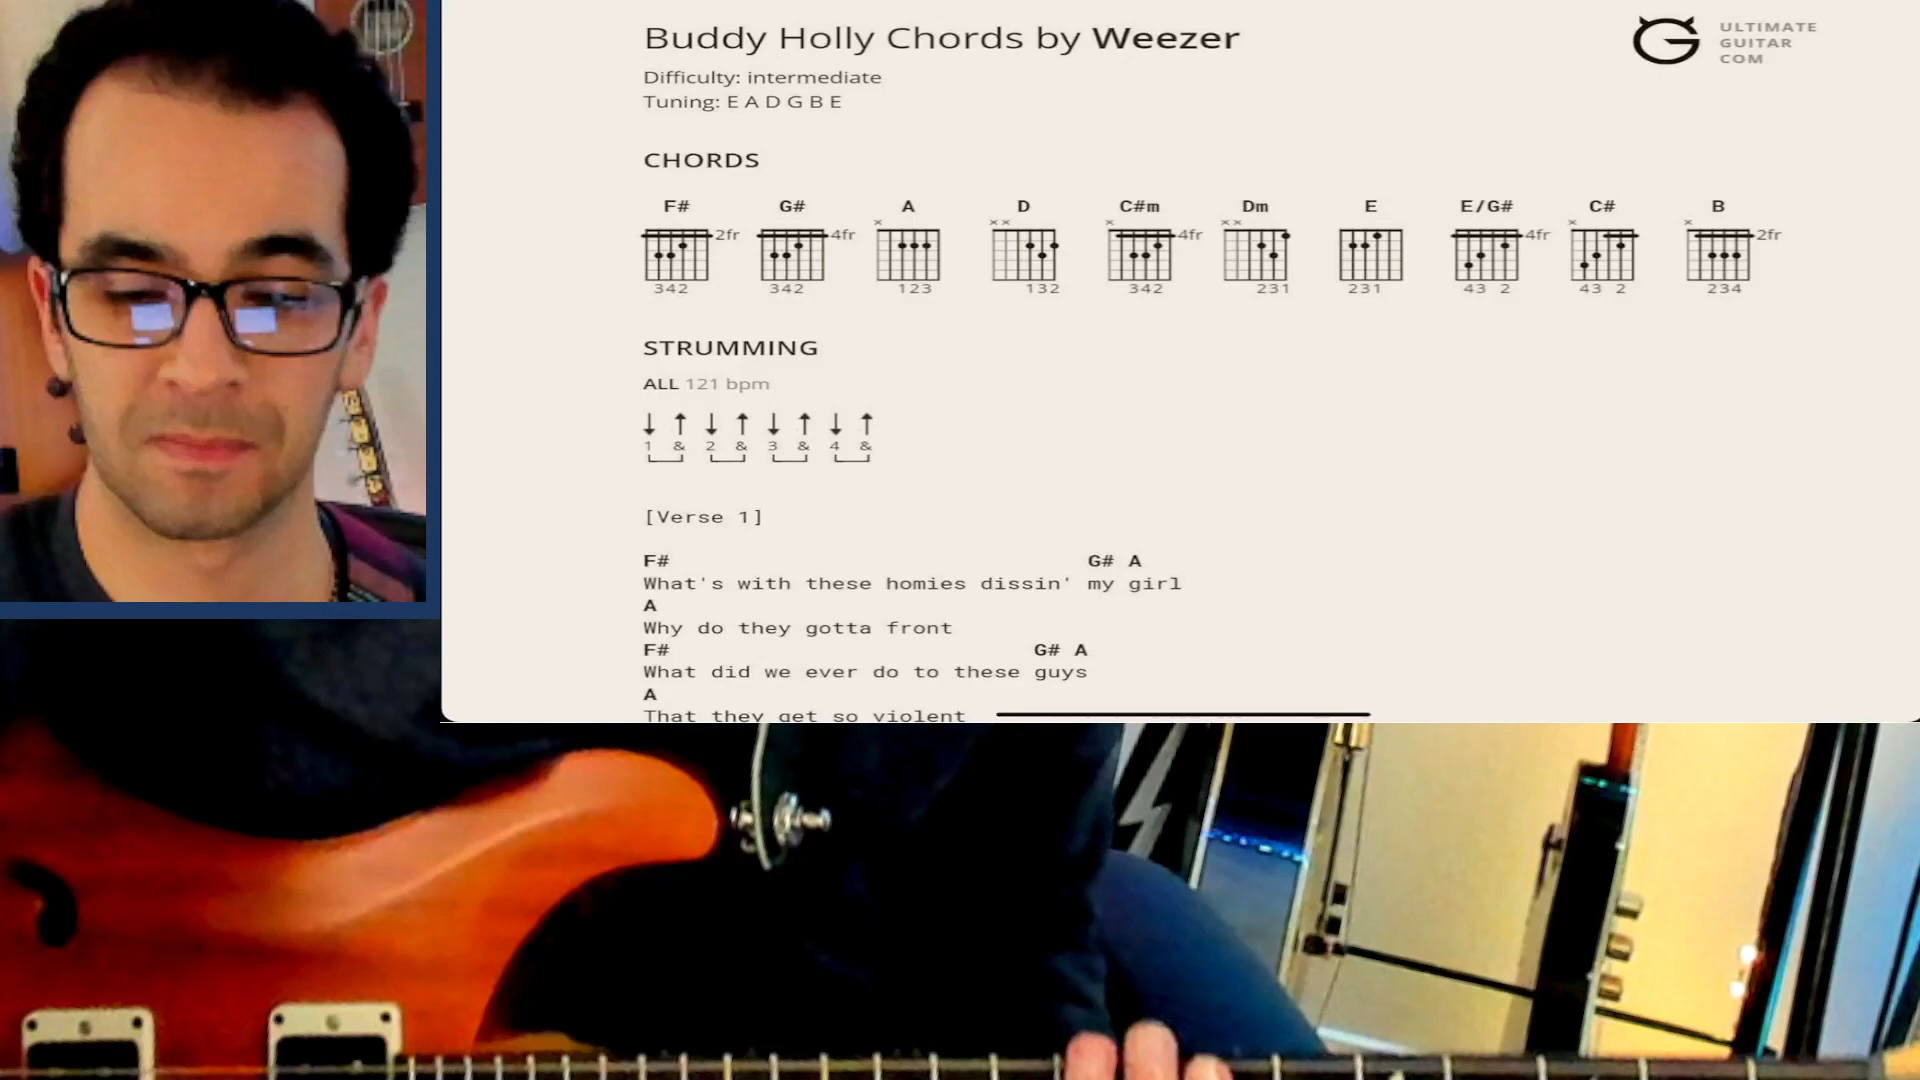 Buddy Holly Chords by Weezer
ULTIMATE
GUITAR
COM
Difficulty: intermediate
Tuning: E A D G B E
CHORDS
F# G# A D C#m Dm E E/G# C# B
x x x x x x x x
2fr 4fr 4fr 4fr 2fr
342 342 123 132 342 231 231 43 2 43 2 234
STRUMMING
ALL 121 bpm
1 & 2 & 3 & 4 &
[Verse 1]
F# G# A
What's with these homies dissin' my girl
A
Why do they gotta front
F# G# A
What did we ever do to these guys
A
That they get so violent